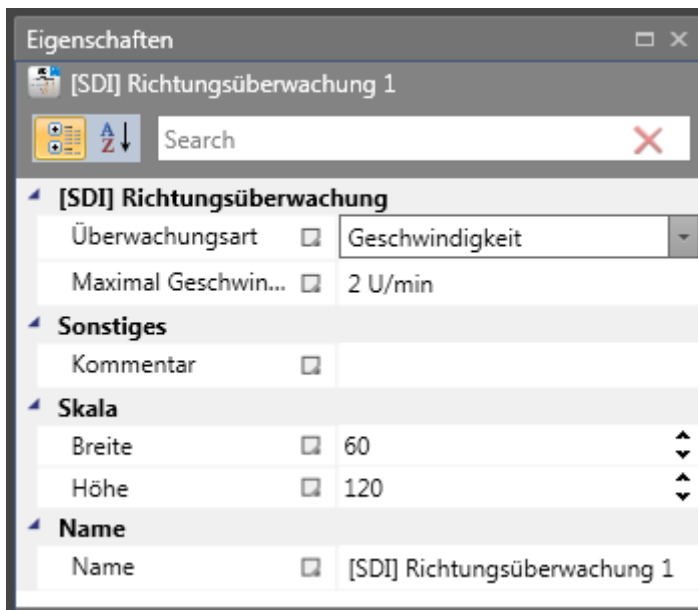 Eigenschaften
[SDI] Richtungsüberwachung 1
A Z Search
[SDI] Richtungsüberwachung
Überwachungsart Geschwindigkeit
Maximal Geschwin... 2 U/min
Sonstiges
Kommentar
Skala
Breite 60
Höhe 120
Name
Name [SDI] Richtungsüberwachung 1